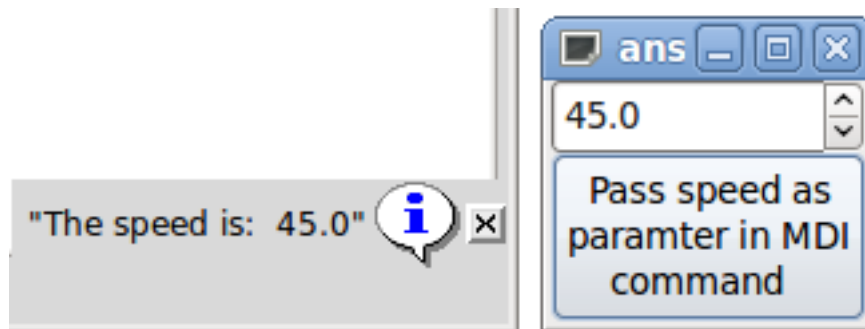 "The speed is:  45.0"
ans
45.0
Pass speed as
paramter in MDI
command